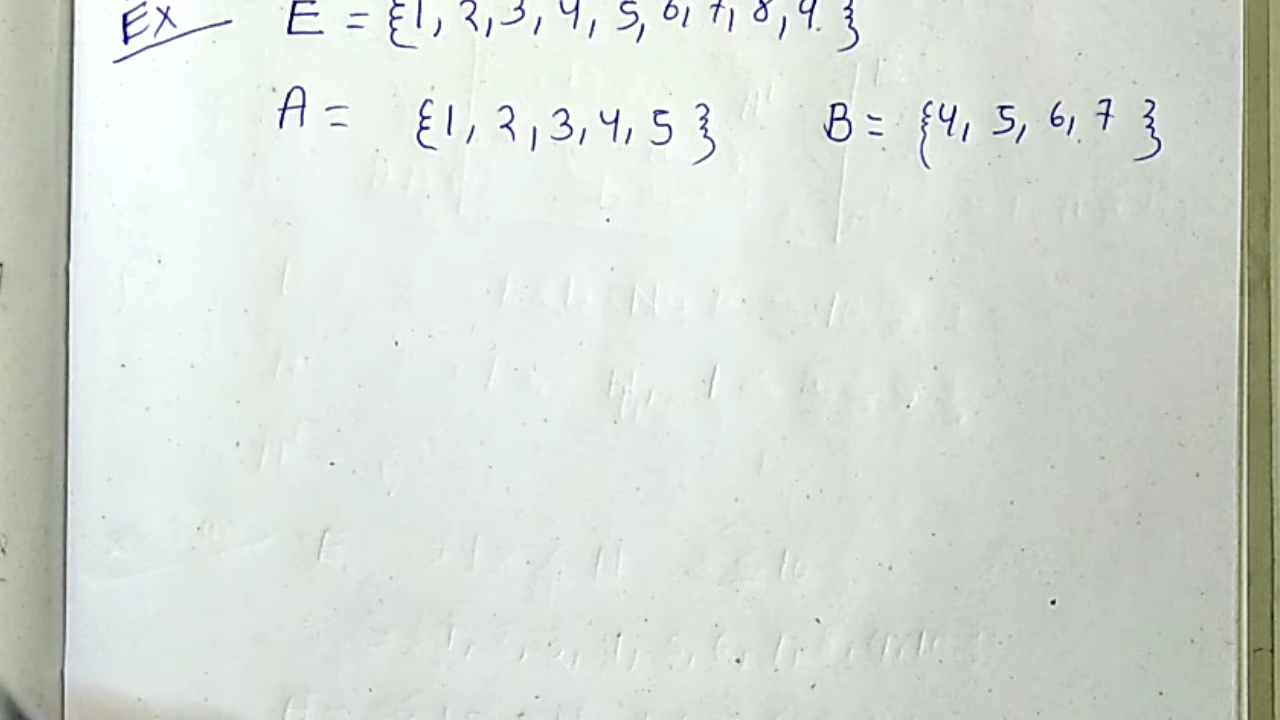 Ex E = {1, 2, 3, 4, 5, 6, 7, 8, 9. }
A = {1, 2, 3, 4, 5 } B = {4, 5, 6, 7 }